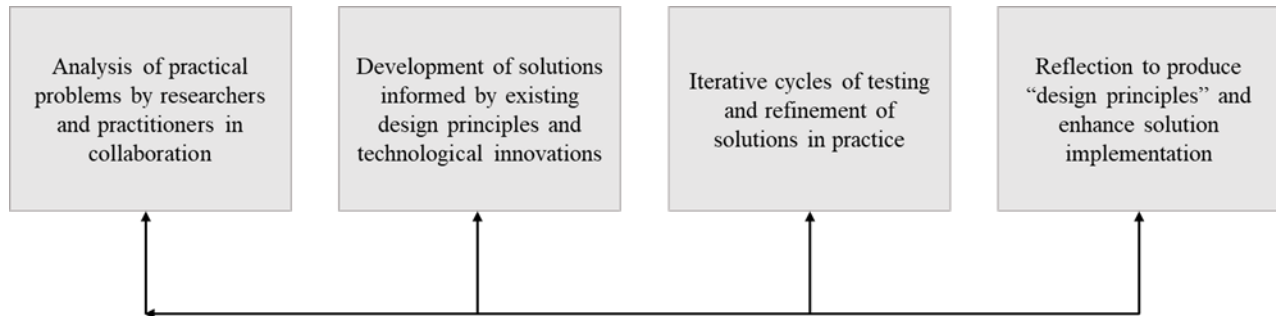 Analysis of practical
problems by researchers
and practitioners in
collaboration
Development of solutions
informed by existing
design principles and
technological innovations
Iterative cycles of testing
and refinement of
solutions in practice
Reflection to produce
“design principles” and
enhance solution
implementation